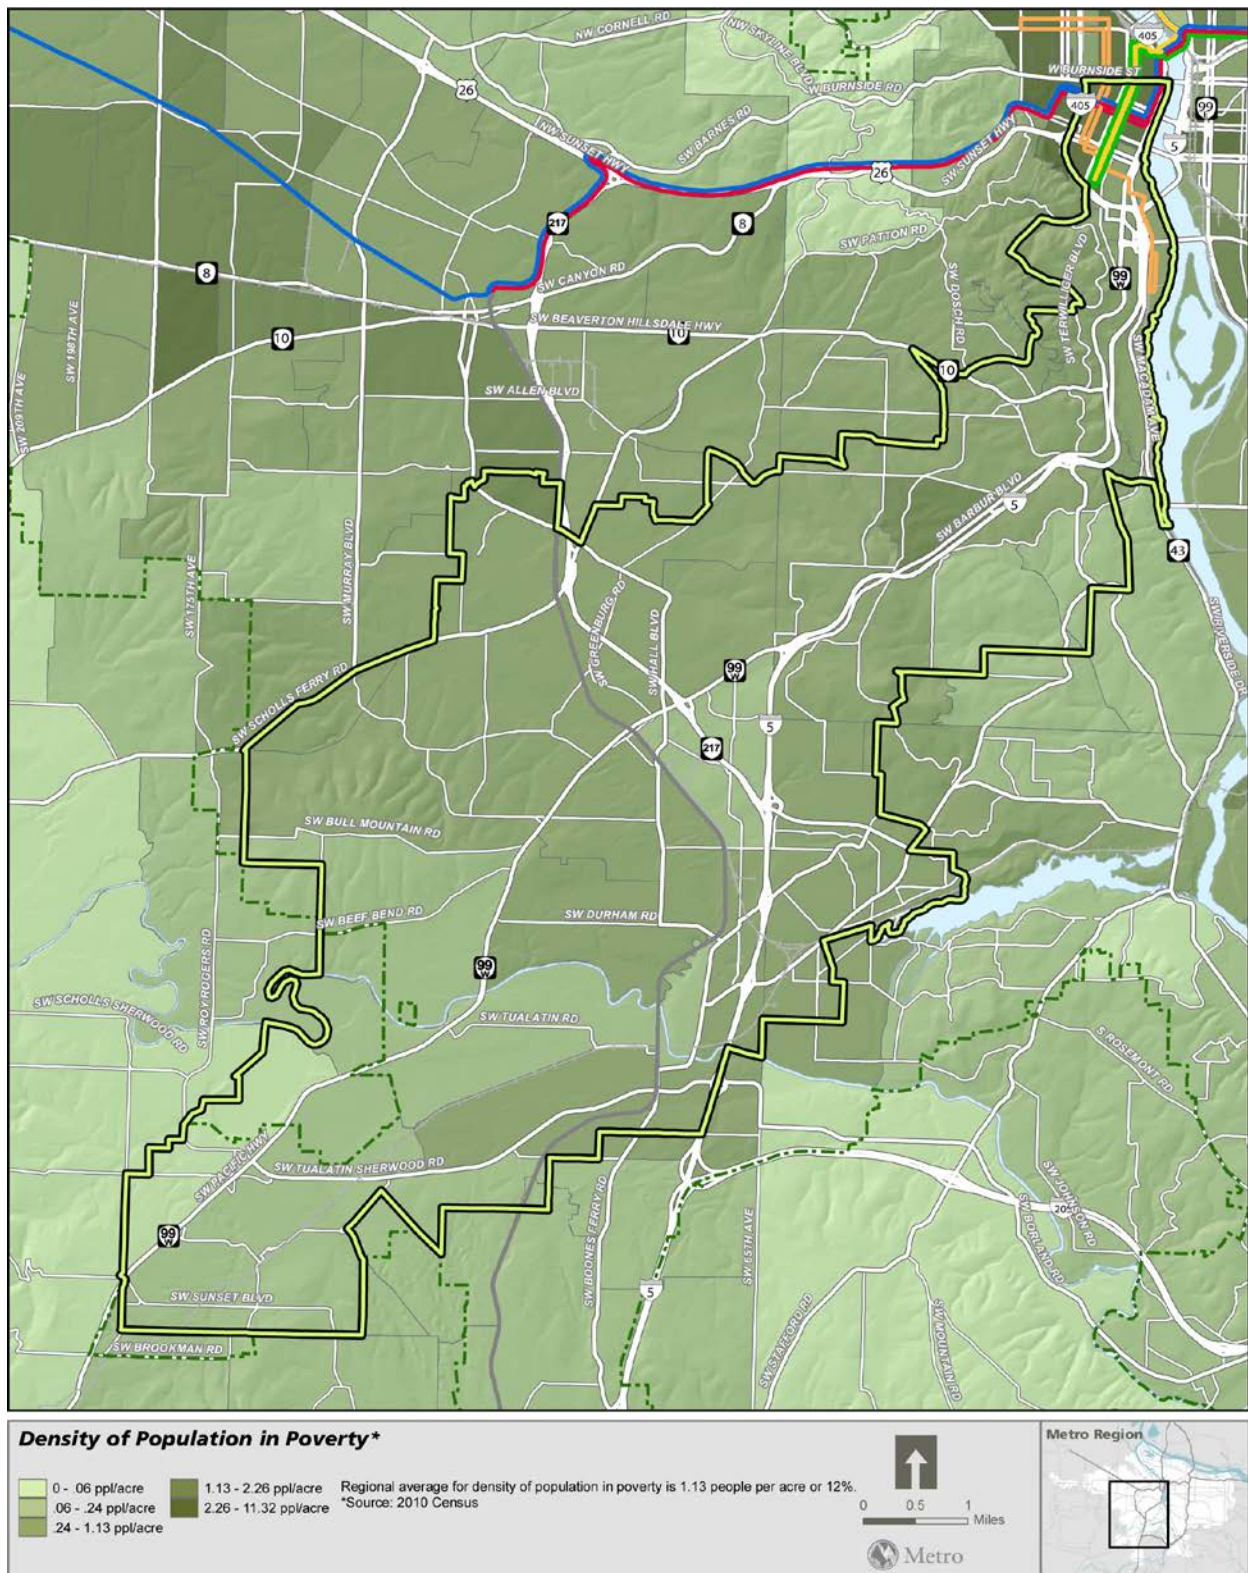 NW CORNELL RD
405
NW SKYLINE BLVD
W BURNSIDE ST
26
W BURNSIDE RD
405
99
E
NW SUNSET HWY
SW BARNES RD
SW SUNSET HWY
5
26
217
8
SW PATTON RD
8
SW CANYON RD
SW DOSCH RD
SW TERWILLIGER BLVD
99
W
SW 198TH AVE
10
SW BEAVERTON HILLSDALE HWY
10
SW MACADAM AVE
SW 209TH AVE
SW ALLEN BLVD
10
SW BARBUR BLVD
5
SW 175TH AVE
SW MURRAY BLVD
43
SW GREENBURG RD
SW HALL BLVD
SW RIVERSIDE DR
SW SCHOLLS FERRY RD
99
W
5
217
SW BULL MOUNTAIN RD
SW BEEF BEND RD
SW DURHAM RD
SW ROY ROGERS RD
99
W
SW SCHOLLS SHERWOOD RD
SW TUALATIN RD
S ROSEMONT RD
SW PACIFIC HWY
SW TUALATIN SHERWOOD RD
SW JOHNSON RD
205
SW BORLAND RD
99
W
SW BOONES FERRY RD
SW 65TH AVE
5
SW SUNSET BLVD
SW STAFFORD RD
SW MOUNTAIN RD
SW BROOKMAN RD
Density of Population in Poverty*
0 - .06 ppl/acre
.06 - .24 ppl/acre
.24 - 1.13 ppl/acre
1.13 - 2.26 ppl/acre
2.26 - 11.32 ppl/acre
Regional average for density of population in poverty is 1.13 people per acre or 12%.
*Source: 2010 Census
0 0.5 1
Miles
Metro
Metro Region